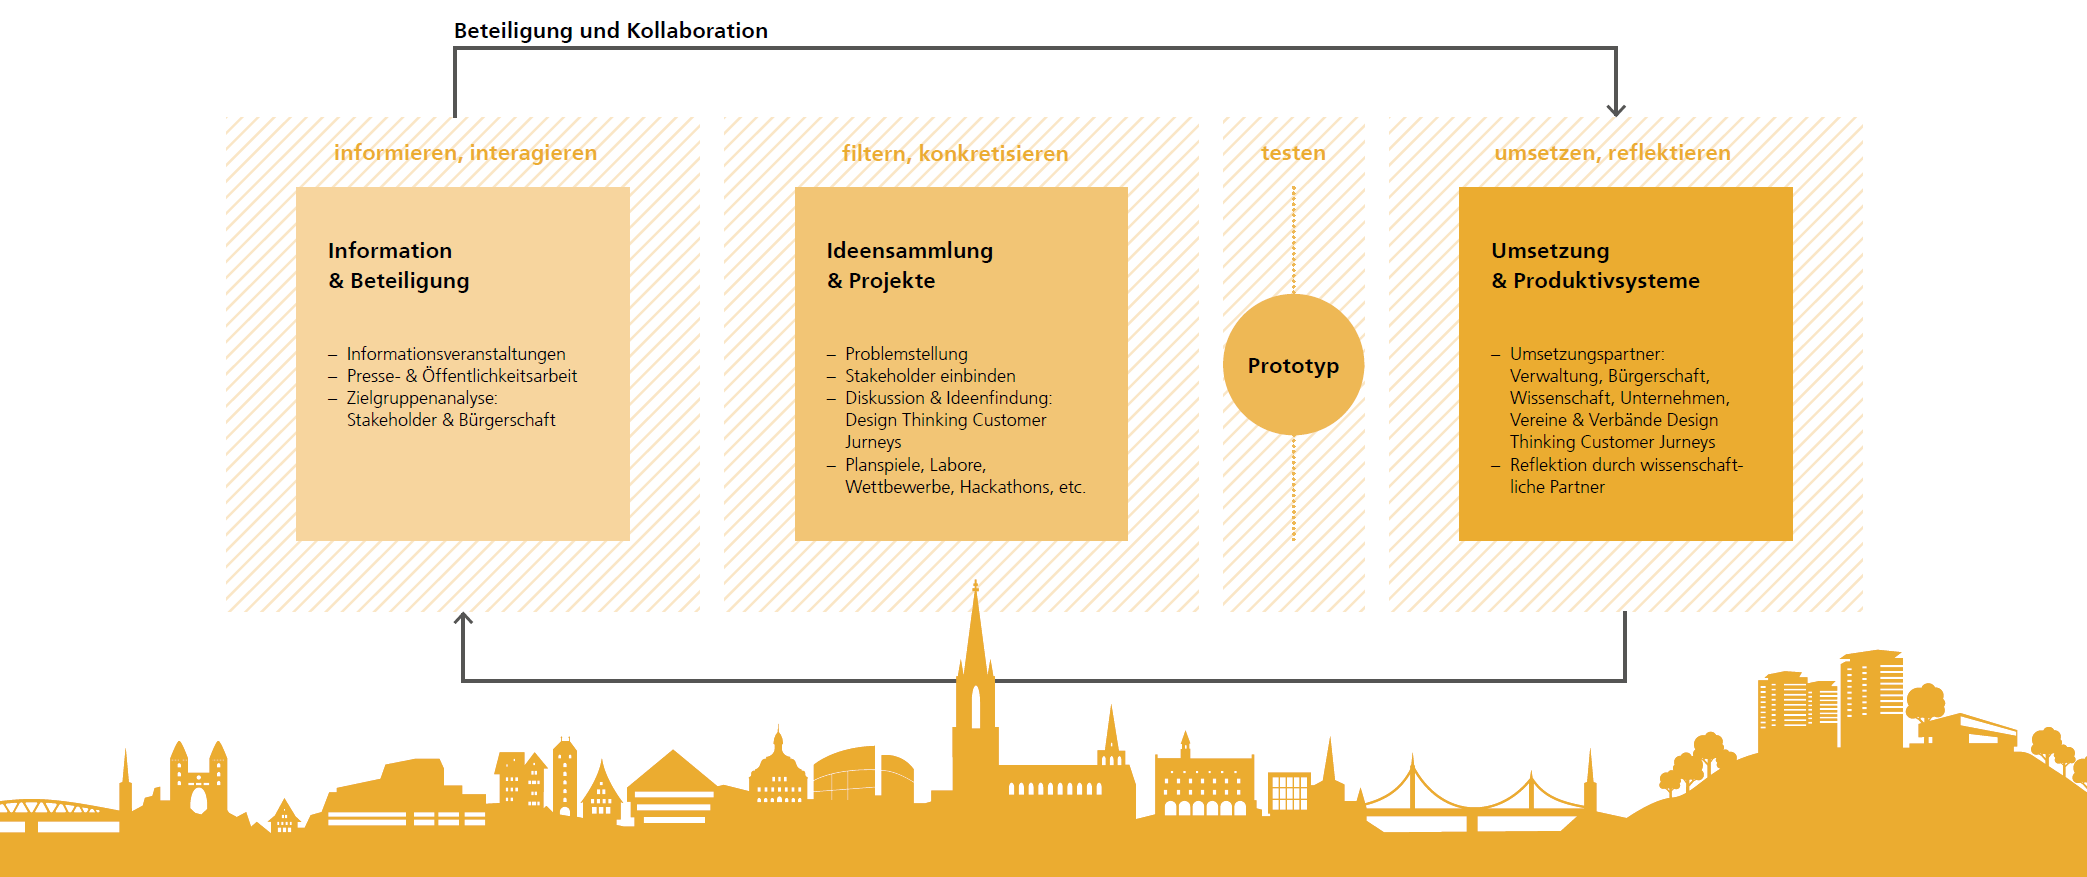 Beteiligung und Kollaboration
informieren, interagieren
Information
& Beteiligung
– Informationsveranstaltungen
– Presse- & Öffentlichkeitsarbeit
– Zielgruppenanalyse:
Stakeholder & Bürgerschaft
filtern, konkretisieren
Ideensammlung
& Projekte
– Problemstellung
– Stakeholder einbinden
– Diskussion & Ideenfindung:
Design Thinking Customer
Jurneys
– Planspiele, Labore,
Wettbewerbe, Hackathons, etc.
testen
Prototyp
umsetzen, reflektieren
Umsetzung
& Produktivsysteme
– Umsetzungspartner:
Verwaltung, Bürgerschaft,
Wissenschaft, Unternehmen,
Vereine & Verbände Design
Thinking Customer Jurneys
– Reflektion durch wissenschaft-
liche Partner